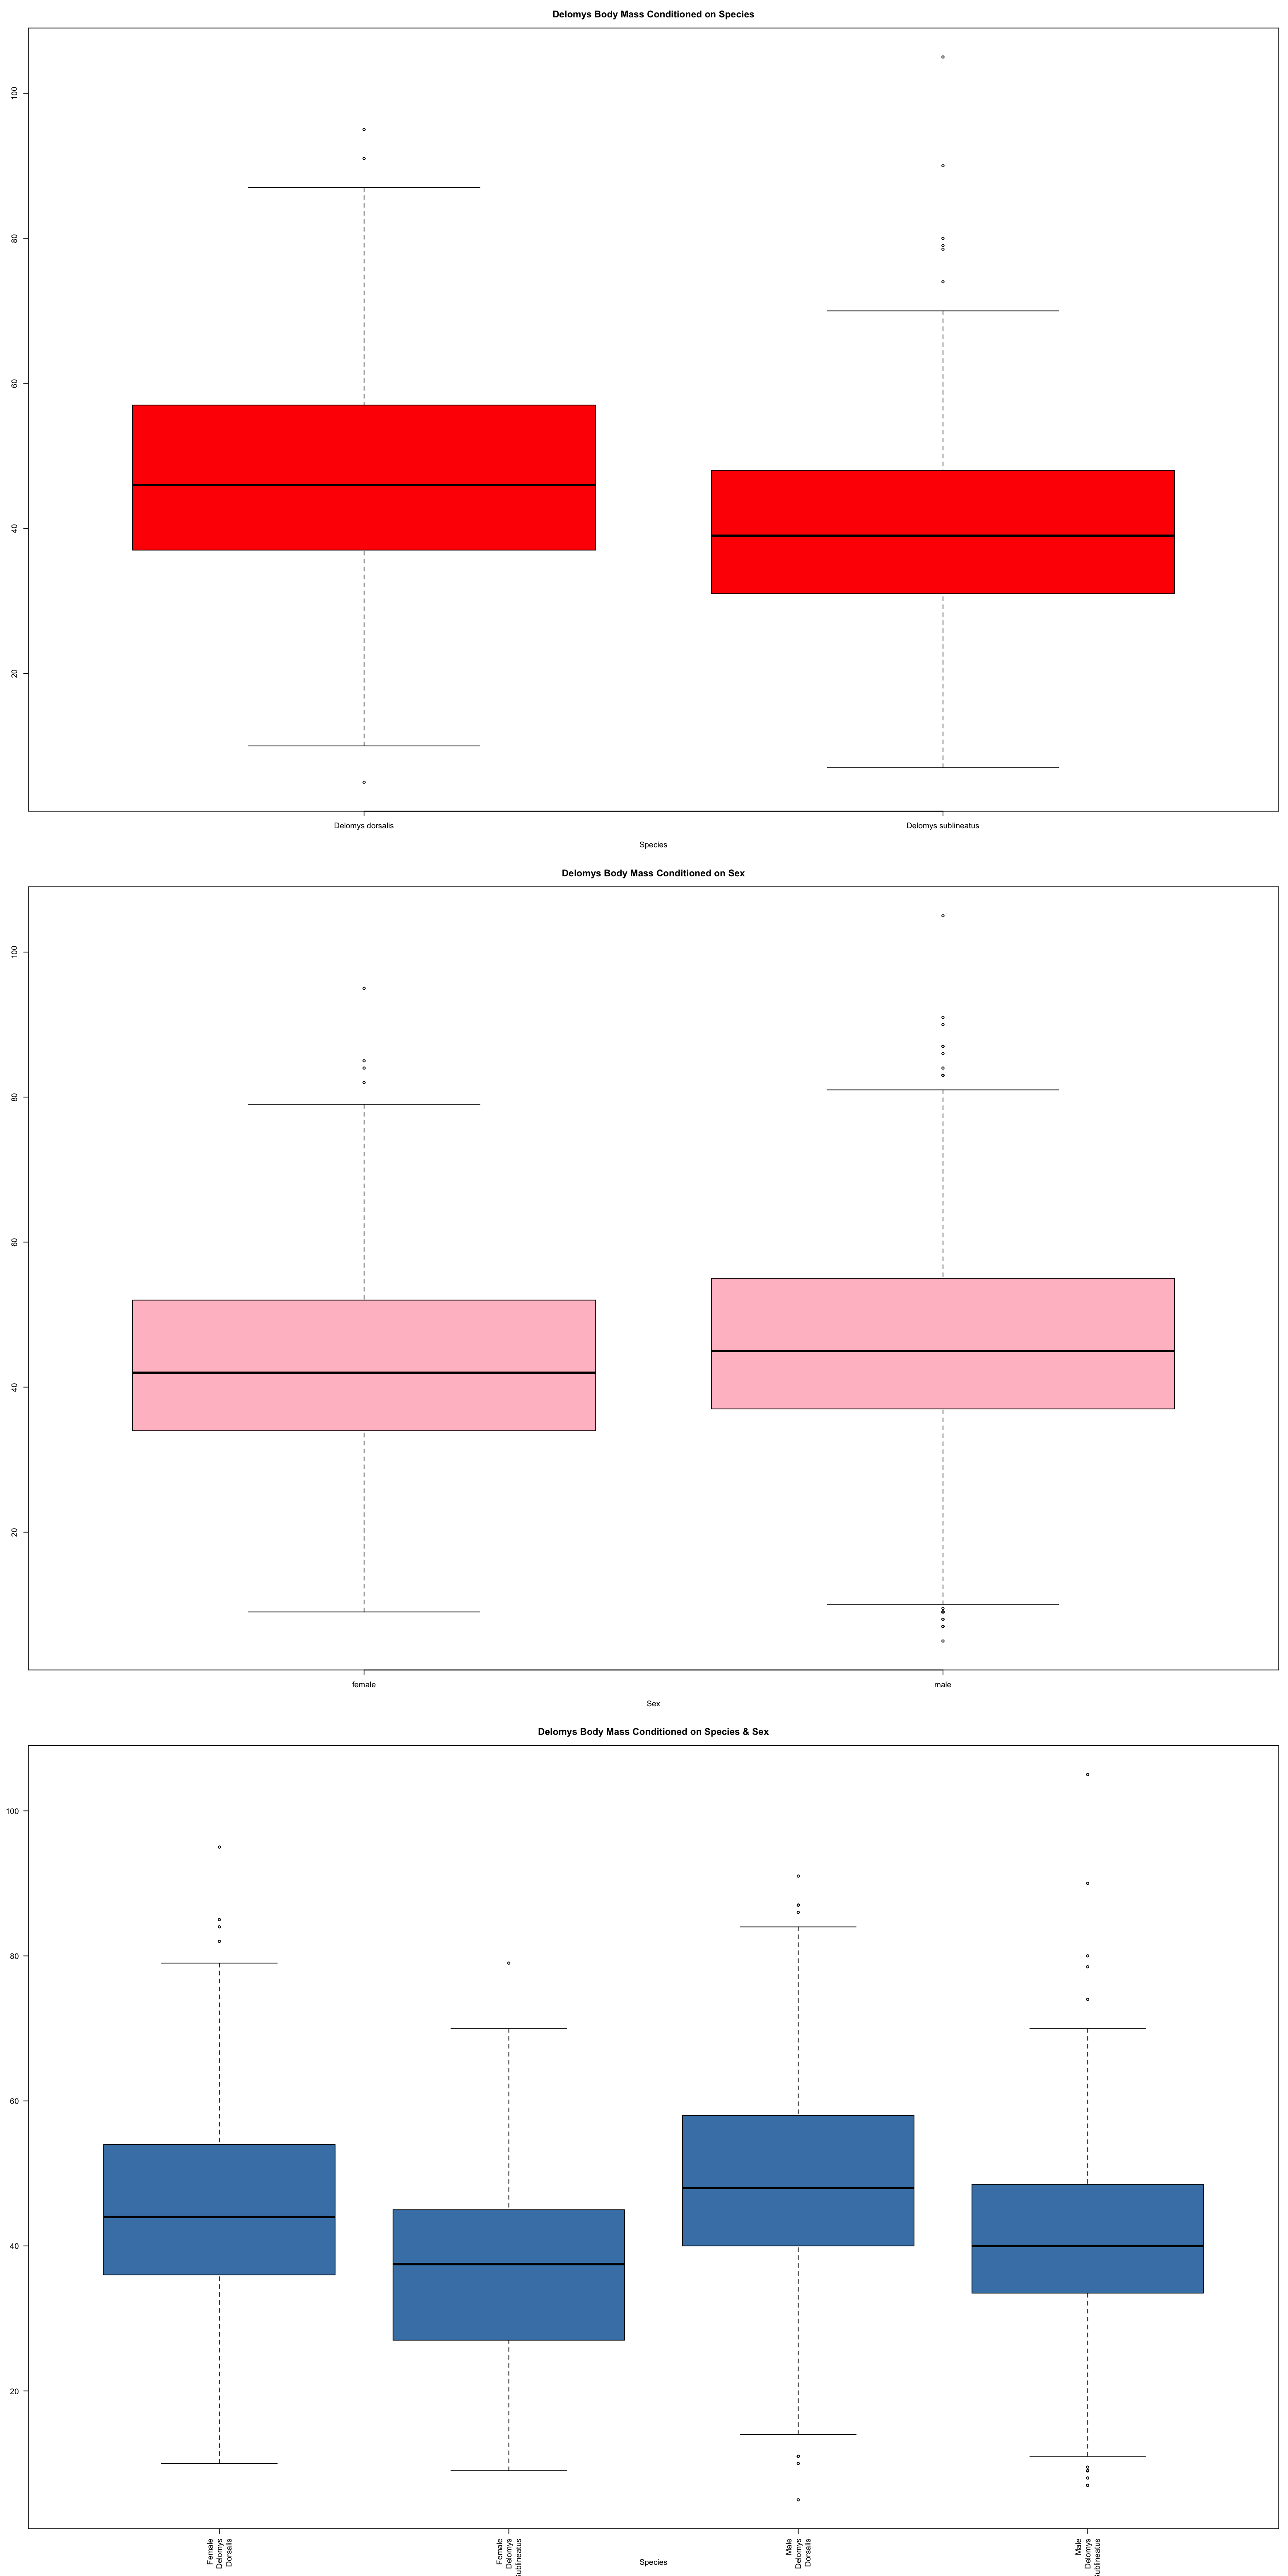 Delomys Body Mass Conditioned on Species
100
80
60
40
20
Delomys dorsalis
Delomys sublineatus
Species
Delomys Body Mass Conditioned on Sex
100
80
60
40
20
female
male
Sex
Delomys Body Mass Conditioned on Species & Sex
100
80
60
40
20
Female
Delomys
Dorsalis
Female
Delomys
ublineatus
Male
Delomys
Dorsalis
Male
Delomys
ublineatus
Species